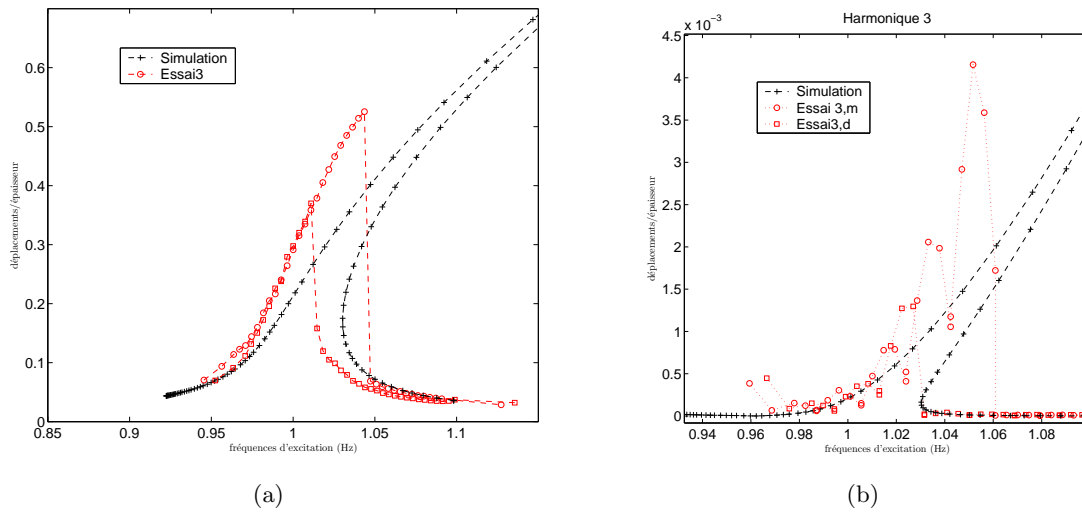 Simulation
Essai3
déplacements/épaisseur
0.6
0.5
0.4
0.3
0.2
0.1
0
0.85
0.9
0.95
1
1.05
1.1
fréquences d'excitation (Hz)
(a)
Harmonique 3
x 10⁻³
Simulation
Essai 3,m
Essai3,d
déplacements/épaisseur
4.5
4
3.5
3
2.5
2
1.5
1
0.5
0
0.94
0.96
0.98
1
1.02
1.04
1.06
1.08
fréquences d'excitation (Hz)
(b)